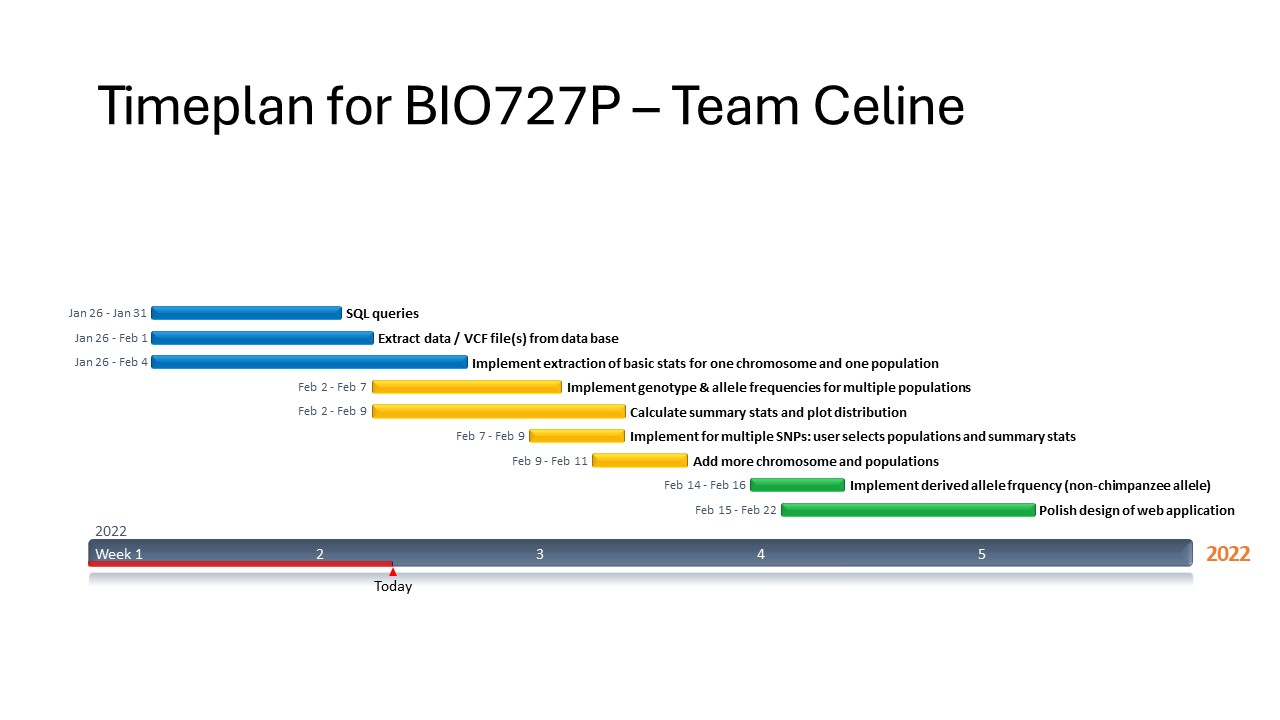 Timeplan for BIO727P – Team Celine
Jan 26 - Jan 31 SQL queries
Jan 26 - Feb 1 Extract data / VCF file(s) from data base
Jan 26 - Feb 4 Implement extraction of basic stats for one chromosome and one population
Feb 2 - Feb 7 Implement genotype & allele frequencies for multiple populations
Feb 2 - Feb 9 Calculate summary stats and plot distribution
Feb 7 - Feb 9 Implement for multiple SNPs: user selects populations and summary stats
Feb 9 - Feb 11 Add more chromosome and populations
Feb 14 - Feb 16 Implement derived allele frquency (non-chimpanzee allele)
Feb 15 - Feb 22 Polish design of web application
2022
Week 1 2 3 4 5 2022
Today